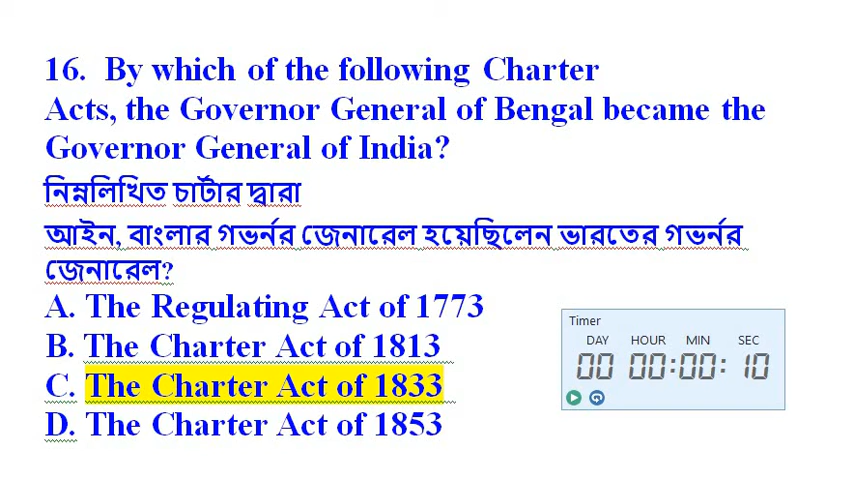 16. By which of the following Charter
Acts, the Governor General of Bengal became the
Governor General of India?
নিম্নলিখিত চার্টার দ্বারা
আইন, বাংলার গভর্নর জেনারেল হয়েছিলেন ভারতের গভর্নর
জেনারেল?
A. The Regulating Act of 1773
B. The Charter Act of 1813
C. The Charter Act of 1833
D. The Charter Act of 1853
Timer
DAY HOUR MIN SEC
00 00:00:10